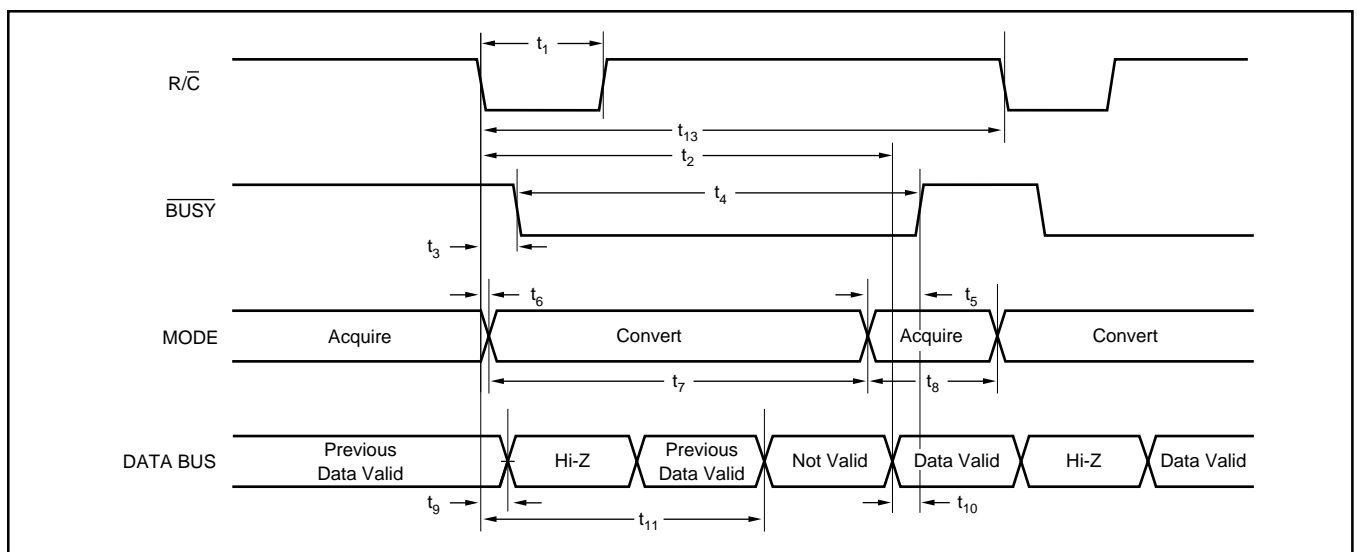 t1
R/C̅
t13
t2
B̅U̅S̅Y̅
t4
t3
t6
t5
MODE
Acquire
Convert
Acquire
Convert
t7
t8
DATA BUS
Previous
Data Valid
Hi-Z
Previous
Data Valid
Not Valid
Data Valid
Hi-Z
Data Valid
t9
t11
t10